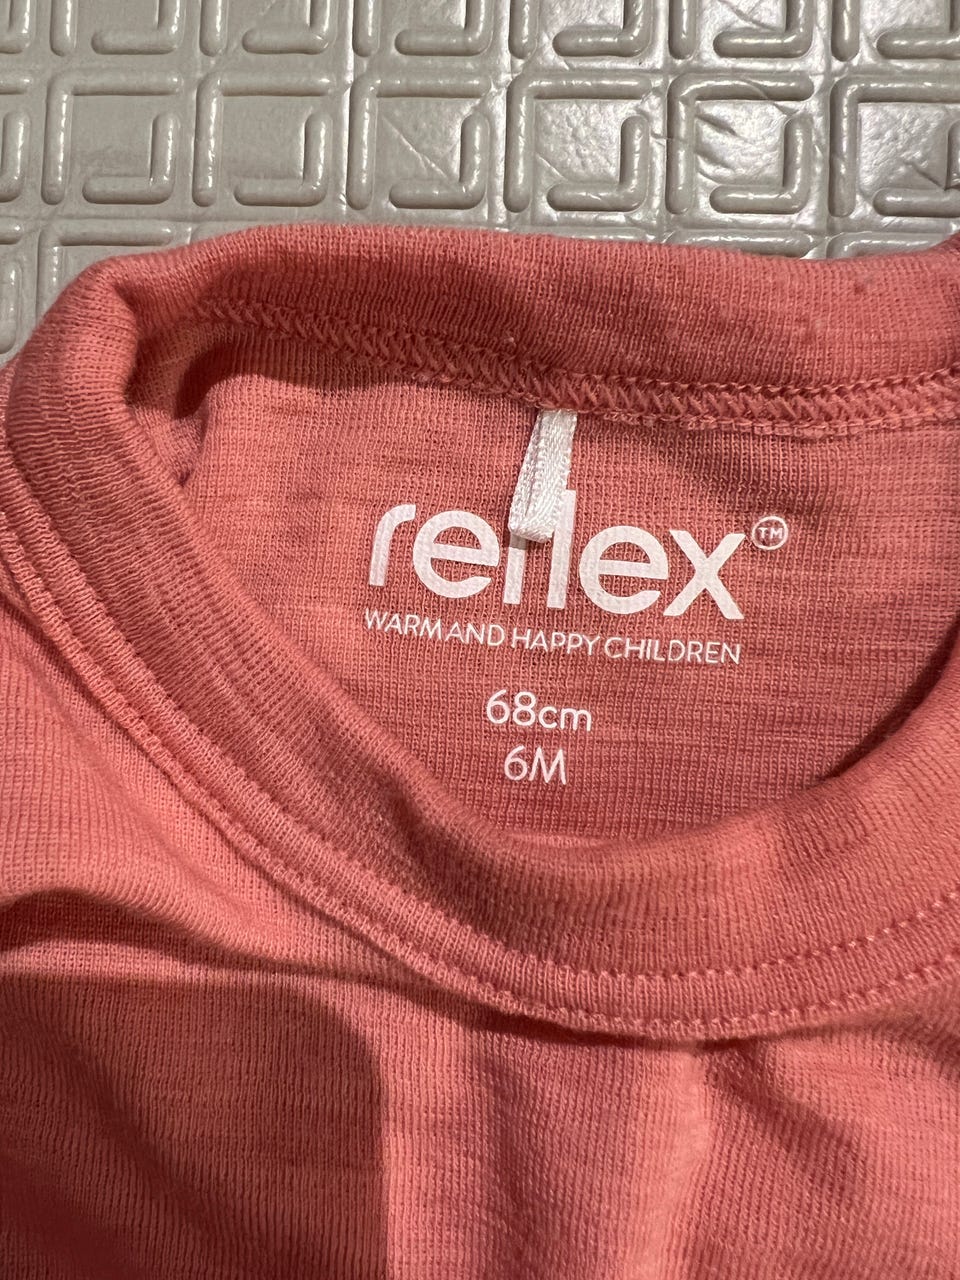 reflex™
WARM AND HAPPY CHILDREN
68cm
6M